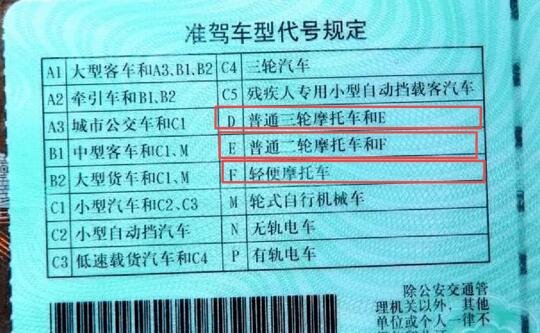 准驾车型代号规定
A1 大型客车和A3、B1、B2 C4 三轮汽车
A2 牵引车和B1、B2 C5 残疾人专用小型自动挡载客汽车
A3 城市公交车和C1 D 普通三轮摩托车和E
B1 中型客车和C1、M E 普通二轮摩托车和F
B2 大型货车和C1、M F 轻便摩托车
C1 小型汽车和C2、C3 M 轮式自行机械车
C2 小型自动挡汽车 N 无轨电车
C3 低速载货汽车和C4 P 有轨电车
除公安交通管
理机关以外，其他
单位或个人一律不